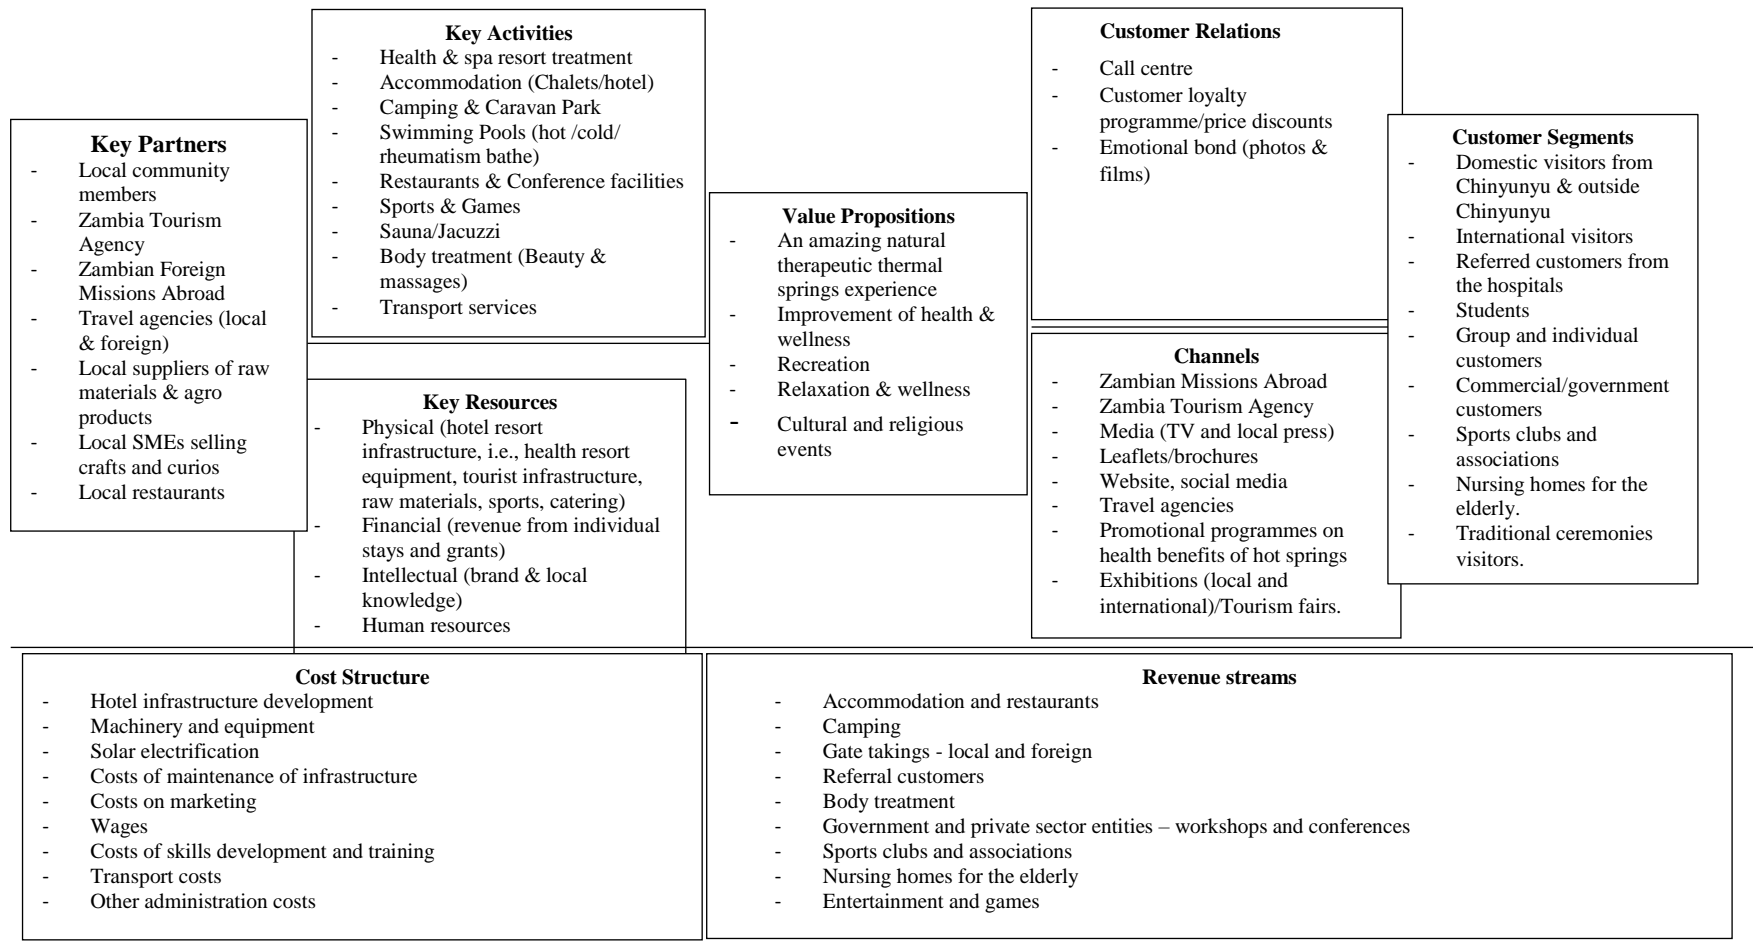 Key Partners
- Local community
members
- Zambia Tourism
Agency
- Zambian Foreign
Missions Abroad
- Travel agencies (local
& foreign)
- Local suppliers of raw
materials & agro
products
- Local SMEs selling
crafts and curios
- Local restaurants
Key Activities
- Health & spa resort treatment
- Accommodation (Chalets/hotel)
- Camping & Caravan Park
- Swimming Pools (hot /cold/
rheumatism bathe)
- Restaurants & Conference facilities
- Sports & Games
- Sauna/Jacuzzi
- Body treatment (Beauty &
massages)
- Transport services
Key Resources
- Physical (hotel resort
infrastructure, i.e., health resort
equipment, tourist infrastructure,
raw materials, sports, catering)
- Financial (revenue from individual
stays and grants)
- Intellectual (brand & local
knowledge)
- Human resources
Value Propositions
- An amazing natural
therapeutic thermal
springs experience
- Improvement of health &
wellness
- Recreation
- Relaxation & wellness
- Cultural and religious
events
Customer Relations
- Call centre
- Customer loyalty
programme/price discounts
- Emotional bond (photos &
films)
Channels
- Zambian Missions Abroad
- Zambia Tourism Agency
- Media (TV and local press)
- Leaflets/brochures
- Website, social media
- Travel agencies
- Promotional programmes on
health benefits of hot springs
- Exhibitions (local and
international)/Tourism fairs.
Customer Segments
- Domestic visitors from
Chinyunyu & outside
Chinyunyu
- International visitors
- Referred customers from
the hospitals
- Students
- Group and individual
customers
- Commercial/government
customers
- Sports clubs and
associations
- Nursing homes for the
elderly.
- Traditional ceremonies
visitors.
Cost Structure
- Hotel infrastructure development
- Machinery and equipment
- Solar electrification
- Costs of maintenance of infrastructure
- Costs on marketing
- Wages
- Costs of skills development and training
- Transport costs
- Other administration costs
Revenue streams
- Accommodation and restaurants
- Camping
- Gate takings - local and foreign
- Referral customers
- Body treatment
- Government and private sector entities – workshops and conferences
- Sports clubs and associations
- Nursing homes for the elderly
- Entertainment and games